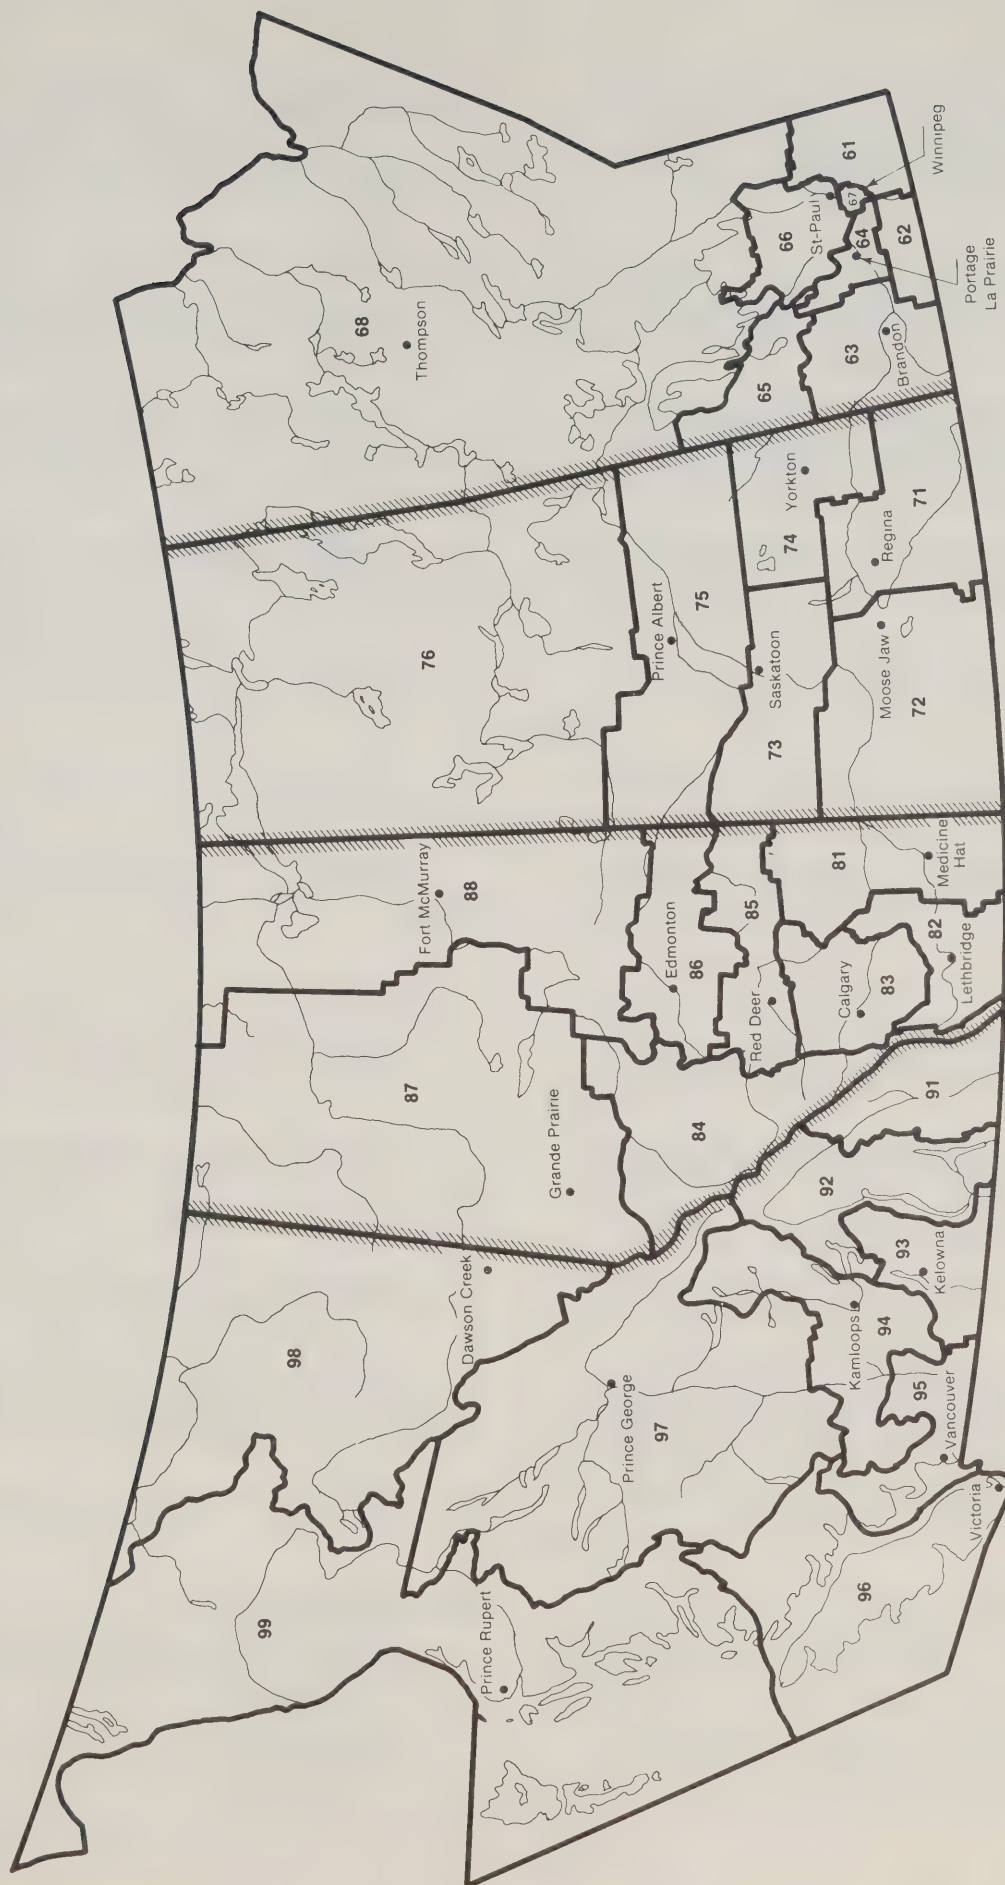 99
98
Prince Rupert
Dawson Creek
Prince George
97
96
Kamloops
94
95
Vancouver
Victoria
93
Kelowna
92
91
87
Grande Prairie
84
Fort McMurray
88
Edmonton
86
Red Deer
85
Calgary
83
81
82
Lethbridge
Medicine
Hat
76
Prince Albert
75
Saskatoon
73
74
Yorkton
Regina
71
Moose Jaw
72
68
Thompson
65
66
St-Paul
63
Brandon
64
67
61
62
Portage
La Prairie
Winnipeg